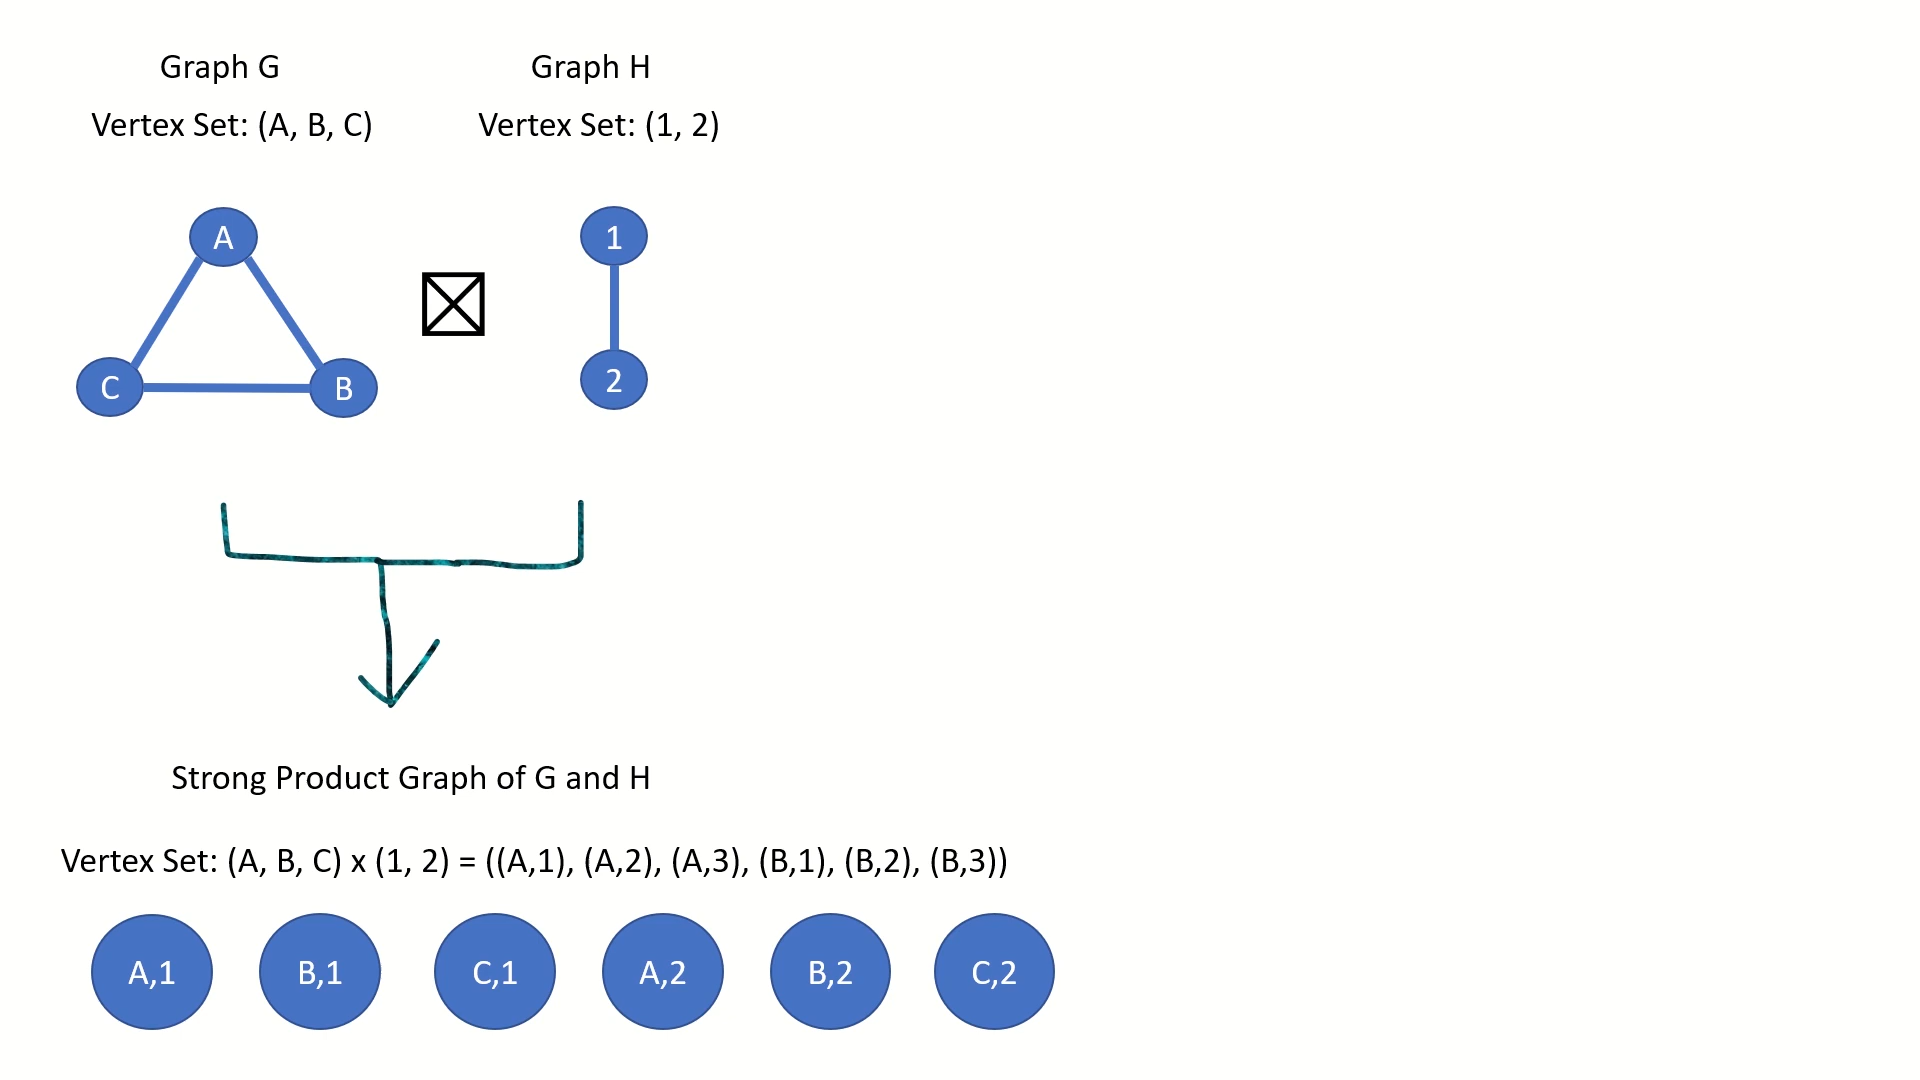 Graph G
Graph H
Vertex Set: (A, B, C)
Vertex Set: (1, 2)
A
1
C
B
2
Strong Product Graph of G and H
Vertex Set: (A, B, C) x (1, 2) = ((A,1), (A,2), (A,3), (B,1), (B,2), (B,3))
A,1
B,1
C,1
A,2
B,2
C,2